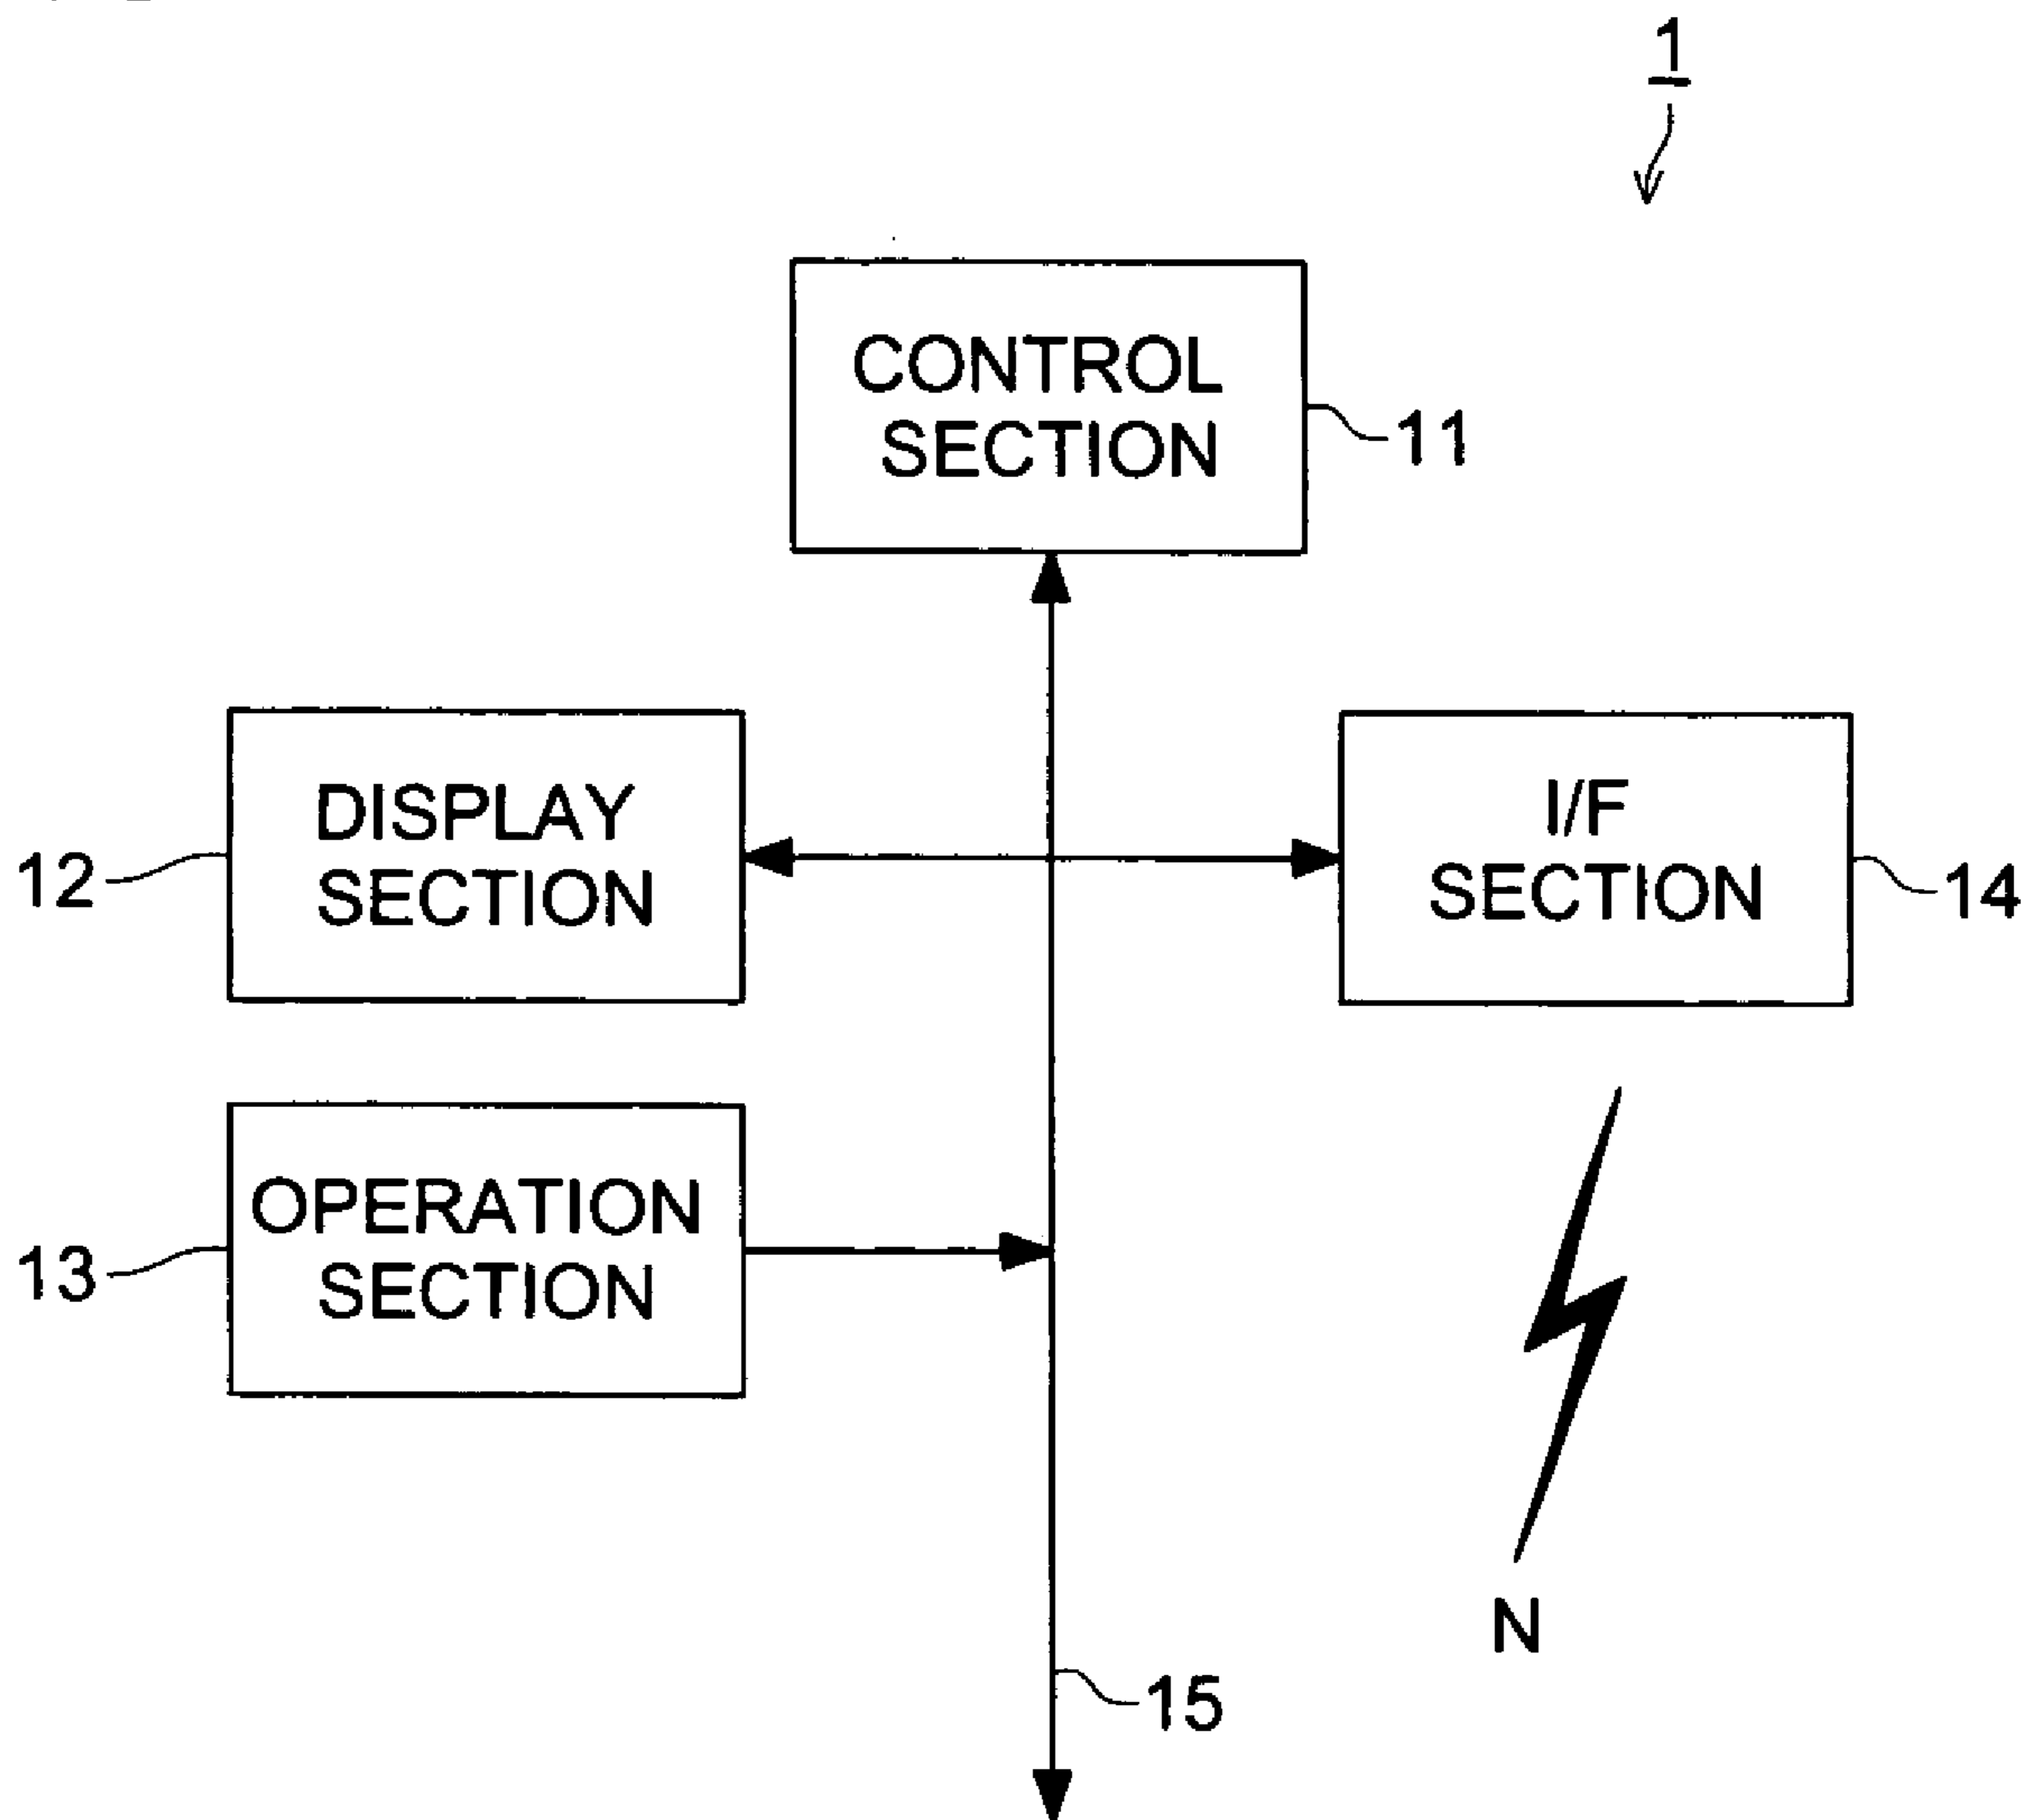 1
CONTROL
SECTION
11
DISPLAY
SECTION
12
I/F
SECTION
14
OPERATION
SECTION
13
N
15